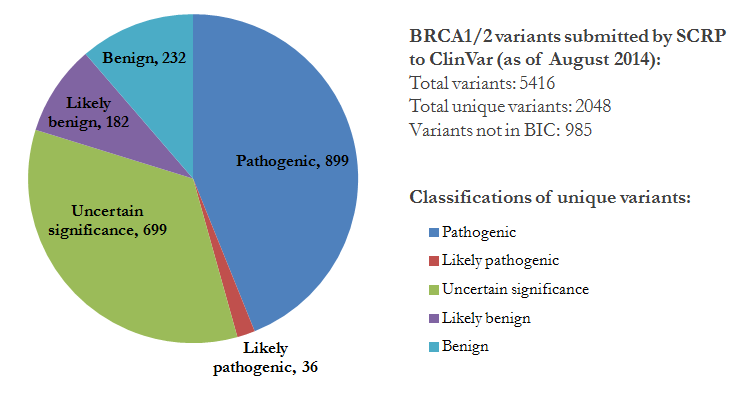 Benign, 232
Likely
benign, 182
Pathogenic, 899
Uncertain
significance, 699
Likely
pathogenic, 36
BRCA1/2 variants submitted by SCRP
to ClinVar (as of August 2014):
Total variants: 5416
Total unique variants: 2048
Variants not in BIC: 985
Classifications of unique variants:
Pathogenic
Likely pathogenic
Uncertain significance
Likely benign
Benign